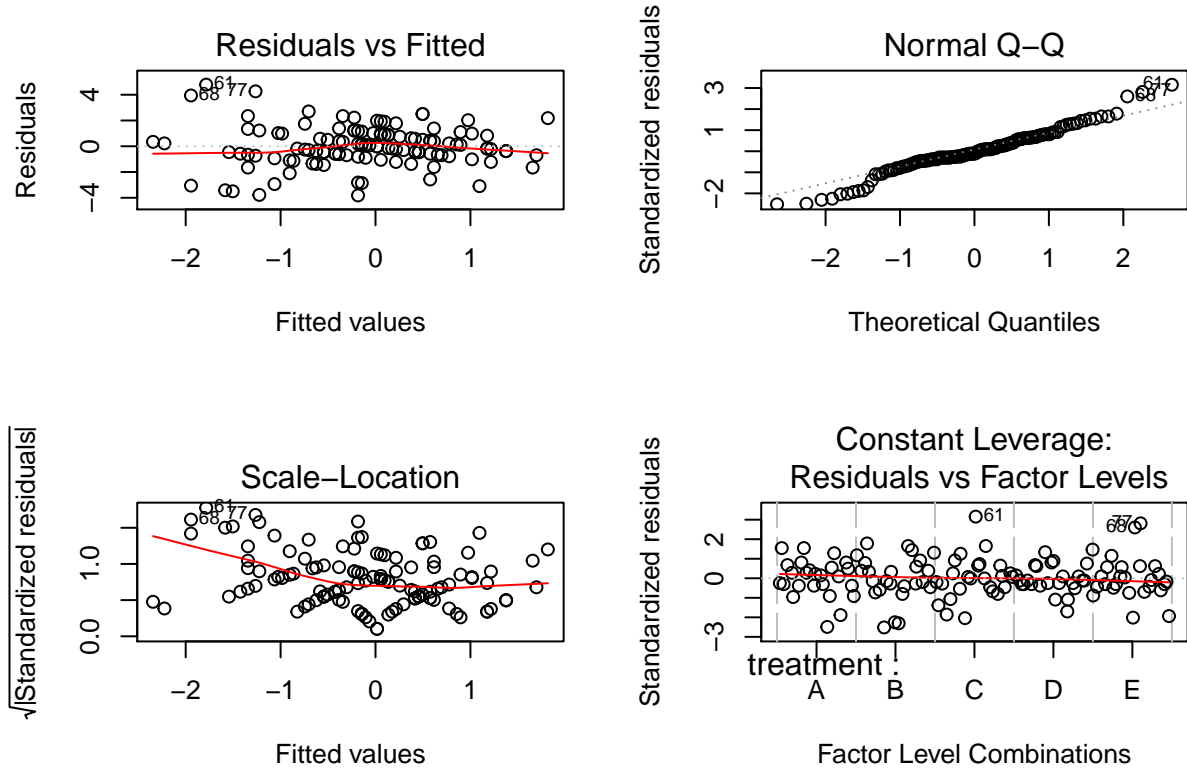 Residuals vs Fitted
Residuals
4
0
−4
61
68
77
−2 −1 0 1
Fitted values
Normal Q−Q
Standardized residuals
3
1
−2
61
68
77
−2 −1 0 1 2
Theoretical Quantiles
Scale−Location
√|Standardized residuals|
1.0
0.0
61
68
77
−2 −1 0 1
Fitted values
Constant Leverage:
Residuals vs Factor Levels
Standardized residuals
2
0
−3
61
77
68
treatment :
A B C D E
Factor Level Combinations